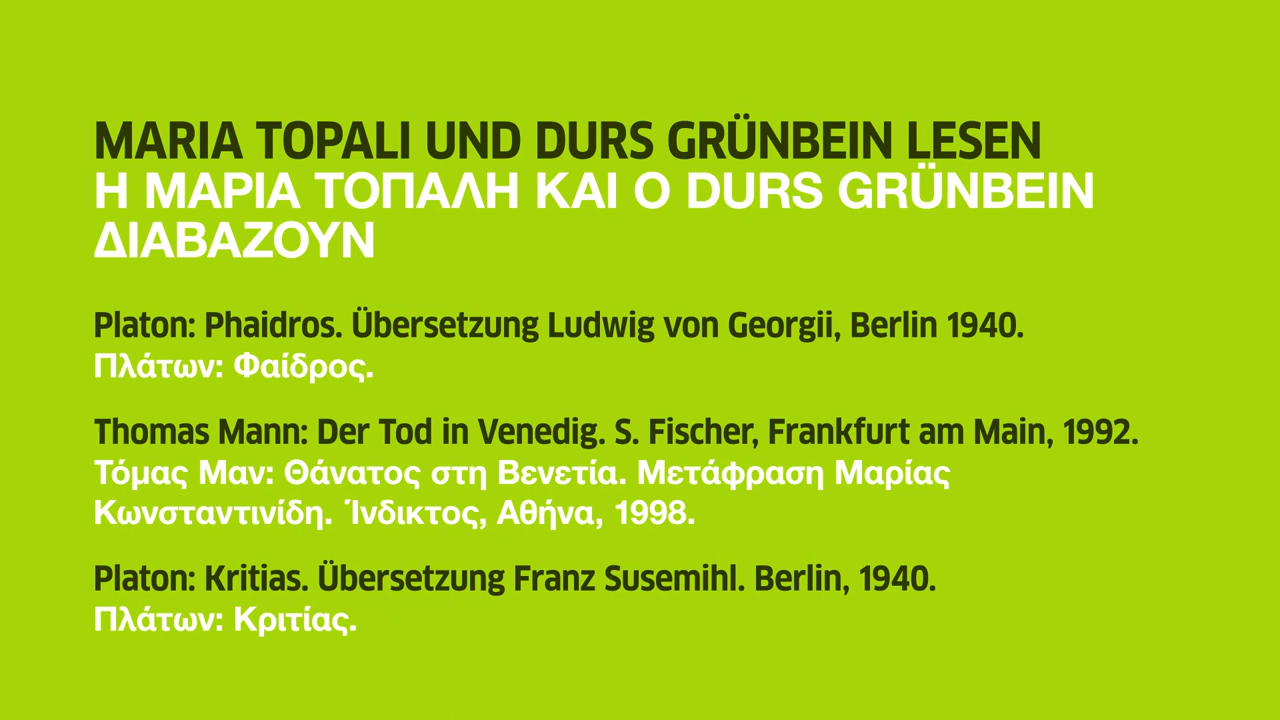 MARIA TOPALI UND DURS GRÜNBEIN LESEN
Η ΜΑΡΙΑ ΤΟΠΑΛΗ ΚΑΙ Ο DURS GRÜNBEIN
ΔΙΑΒΑΖΟΥΝ
Platon: Phaidros. Übersetzung Ludwig von Georgii, Berlin 1940.
Πλάτων: Φαίδρος.
Thomas Mann: Der Tod in Venedig. S. Fischer, Frankfurt am Main, 1992.
Τόμας Μαν: Θάνατος στη Βενετία. Μετάφραση Μαρίας
Κωνσταντινίδη. Ίνδικτος, Αθήνα, 1998.
Platon: Kritias. Übersetzung Franz Susemihl. Berlin, 1940.
Πλάτων: Κριτίας.